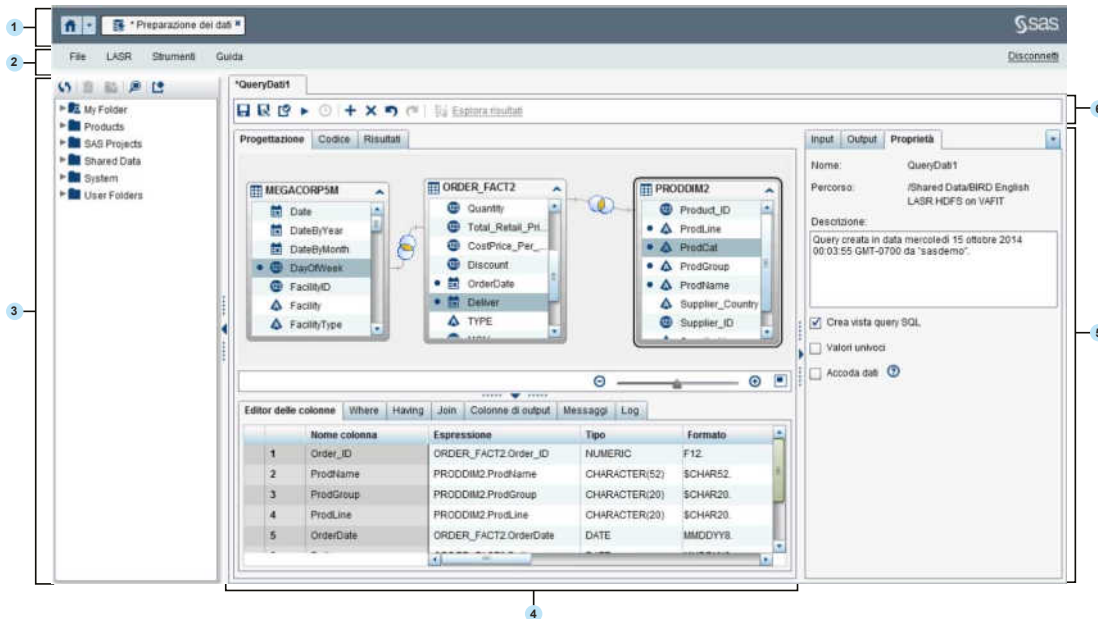 1
* Preparazione dei dati
sas
2
File LASR Strumenti Guida
Disconnetti
3
My Folder
Products
SAS Projects
Shared Data
System
User Folders
*QueryDati1
Esplora risultati
6
Progettazione Codice Risultati
MEGACORP5M
Date
DateByYear
DateByMonth
DayOfWeek
FacilityID
Facility
FacilityType
ORDER_FACT2
Quantity
Total_Retail_Pri...
CostPrice_Per_...
Discount
OrderDate
Deliver
TYPE
PRODDIM2
Product_ID
ProdLine
ProdCat
ProdGroup
ProdName
Supplier_Country
Supplier_ID
Input Output Proprietà
Nome: QueryDati1
Percorso: /Shared Data/BIRD English
LASR HDFS on VAFIT
Descrizione:
Query creata in data mercoledì 15 ottobre 2014
00:03:55 GMT-0700 da "sasdemo".
Crea vista query SQL
Valori univoci
Accoda dati
5
Editor delle colonne Where Having Join Colonne di output Messaggi Log
Nome colonna Espressione Tipo Formato
1 Order_ID ORDER_FACT2.Order_ID NUMERIC F12.
2 ProdName PRODDIM2.ProdName CHARACTER(52) $CHAR52.
3 ProdGroup PRODDIM2.ProdGroup CHARACTER(20) $CHAR20.
4 ProdLine PRODDIM2.ProdLine CHARACTER(20) $CHAR20.
5 OrderDate ORDER_FACT2.OrderDate DATE MMDDYY8.
4